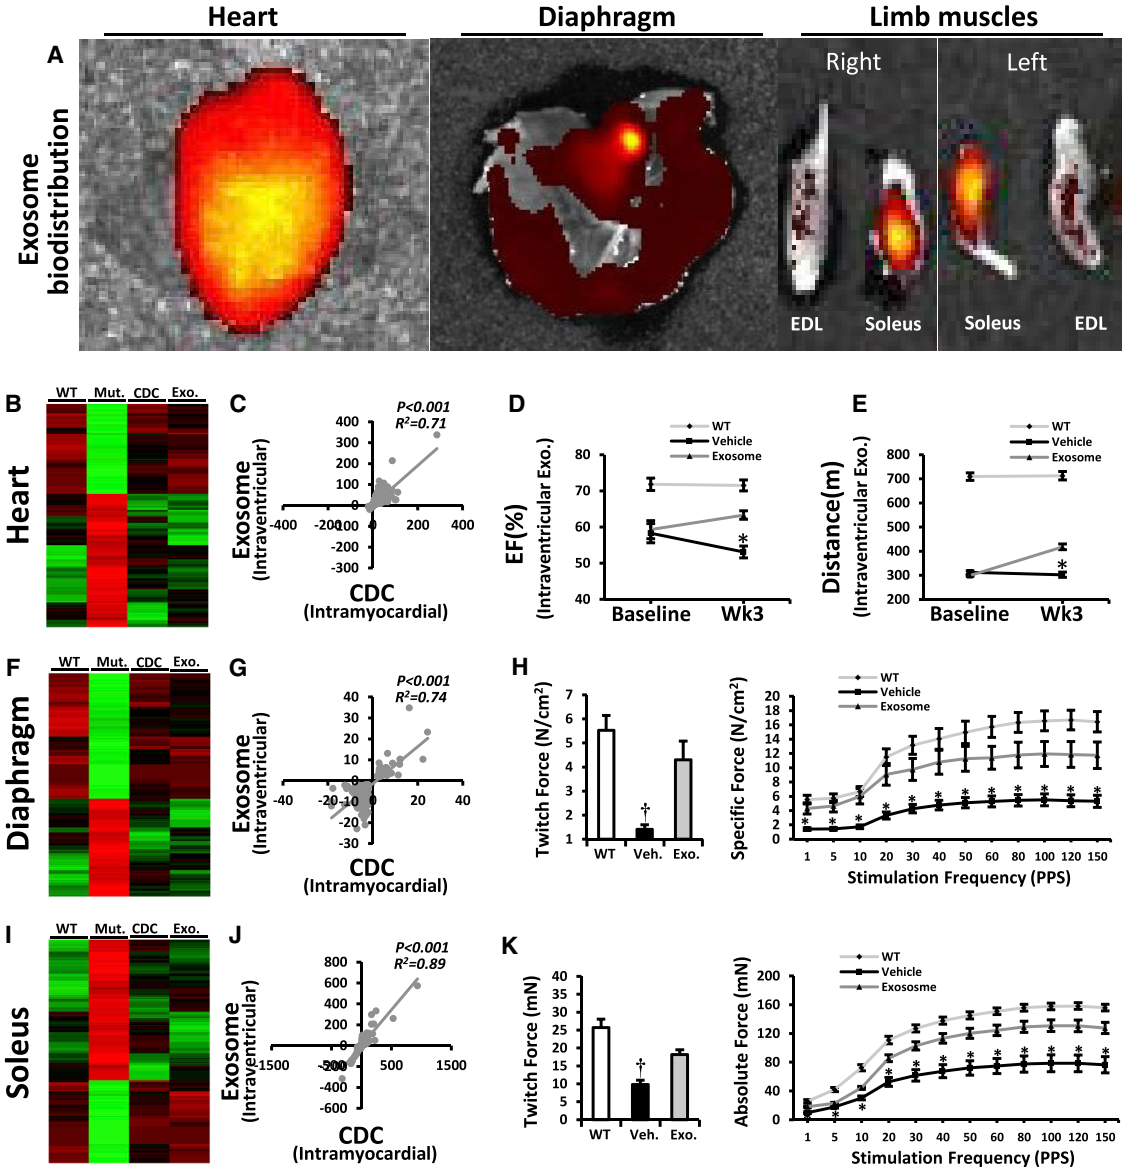 Heart
Diaphragm
Limb muscles
A
Exosome
biodistribution
Right
Left
EDL
Soleus
Soleus
EDL
B
Heart
WT Mut. CDC Exo.
C
P<0.001
R²=0.71
Exosome
(Intraventricular)
400
300
200
100
0
-100
-200
-300
-400 -200 0 200 400
CDC
(Intramyocardial)
D
WT
Vehicle
Exosome
EF(%)
(Intraventricular Exo.)
80
70
60
50
40
*
Baseline Wk3
E
WT
Vehicle
Exosome
Distance(m)
(Intraventricular Exo.)
800
700
600
500
400
300
200
*
Baseline Wk3
F
Diaphragm
WT Mut. CDC Exo.
G
P<0.001
R²=0.74
Exosome
(Intraventricular)
40
30
20
10
0
-10
-20
-30
-40 0 40
CDC
(Intramyocardial)
H
Twitch Force (N/cm²)
7
6
5
4
3
2
1
†
WT Veh. Exo.
WT
Vehicle
Exosome
Specific Force (N/cm²)
20
18
16
14
12
10
8
6
4
2
0
* * * * * * * * * * *
1 5 10 20 30 40 50 60 80 100 120 150
Stimulation Frequency (PPS)
I
Soleus
WT Mut. CDC Exo.
J
P<0.001
R²=0.89
Exosome
(Intraventricular)
800
600
400
200
0
-200
-400
-600
-1500 -500 500 1500
CDC
(Intramyocardial)
K
Twitch Force (mN)
40
35
30
25
20
15
10
5
0
†
WT Veh. Exo.
WT
Vehicle
Exososme
Absolute Force (mN)
200
160
120
80
40
0
* * * * * * * * * * * *
1 5 10 20 30 40 50 60 80 100 120 150
Stimulation Frequency (PPS)